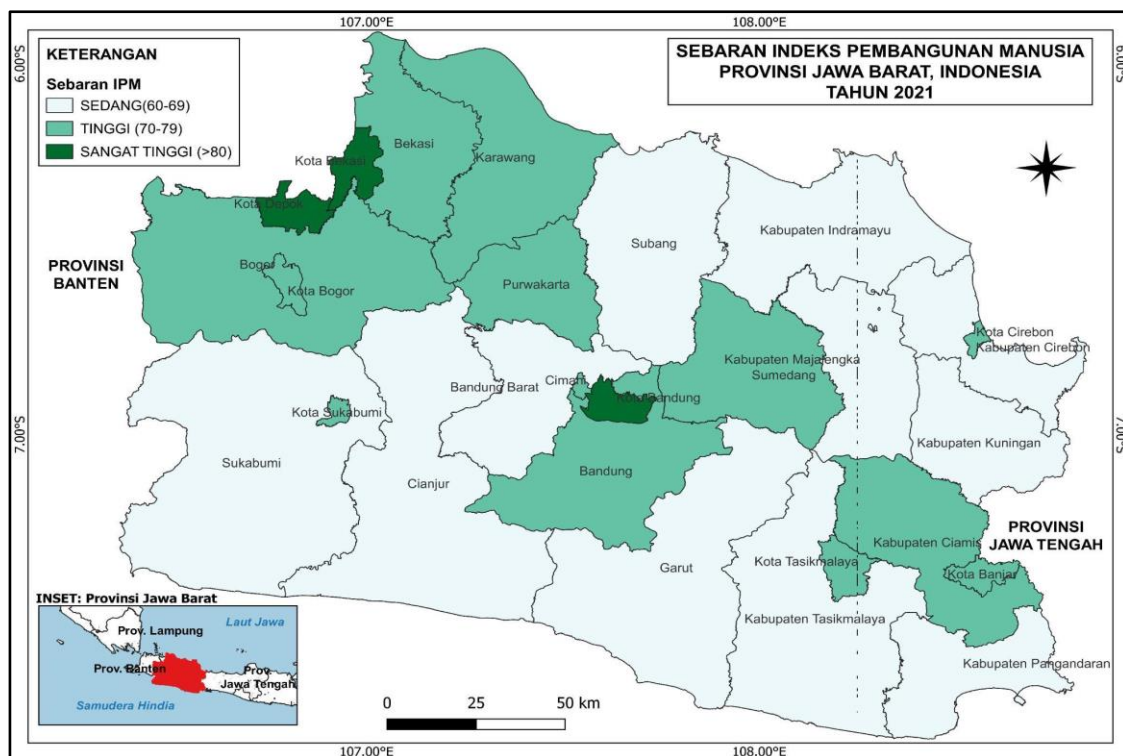 107.00°E
108.00°E
6.00°S
6.00°S
KETERANGAN
Sebaran IPM
SEDANG(60-69)
TINGGI (70-79)
SANGAT TINGGI (>80)
SEBARAN INDEKS PEMBANGUNAN MANUSIA
PROVINSI JAWA BARAT, INDONESIA
TAHUN 2021
Kota Bekasi
Bekasi
Karawang
Kota Depok
Subang
Kabupaten Indramayu
PROVINSI
BANTEN
Bogor
Kota Bogor
Purwakarta
Kota Cirebon
Kabupaten Cirebon
Kabupaten Majalengka
Sumedang
Bandung Barat
Cimahi
Kota Bandung
Kota Sukabumi
7.00°S
7.00°S
Kabupaten Kuningan
Sukabumi
Bandung
Cianjur
PROVINSI
JAWA TENGAH
Kabupaten Ciamis
Kota Tasikmalaya
Garut
Kota Banjar
Kabupaten Tasikmalaya
Kabupaten Pangandaran
INSET: Provinsi Jawa Barat
Prov. Lampung
Laut Jawa
Prov. Banten
Prov.
Jawa Tengah
Samudera Hindia
0 25 50 km
107.00°E
108.00°E